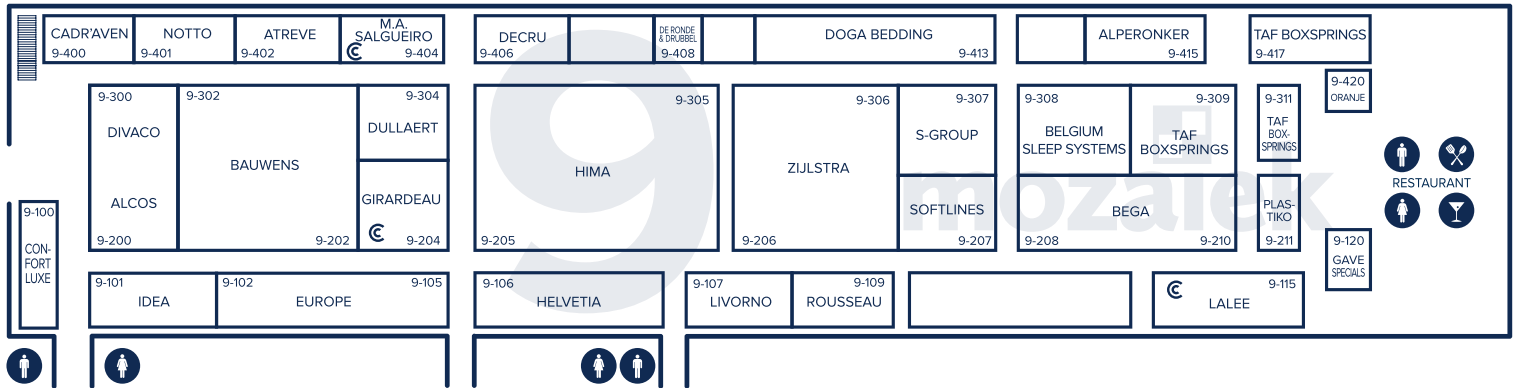 CADR'AVEN
9-400
NOTTO
9-401
ATREVE
9-402
M.A.
SALGUEIRO
9-404
DECRU
9-406
DE RONDE
& DRUBBEL
9-408
DOGA BEDDING
9-413
ALPERONKER
9-415
TAF BOXSPRINGS
9-417
9-420
ORANJE
9-300
DIVACO
ALCOS
9-200
9-302
BAUWENS
9-202
9-304
DULLAERT
GIRARDEAU
9-204
9-305
HIMA
9-205
9-306
ZIJLSTRA
9-206
9-307
S-GROUP
SOFTLINES
9-207
9-308
BELGIUM
SLEEP SYSTEMS
9-309
TAF
BOXSPRINGS
BEGA
9-208
9-210
9-311
TAF
BOX-
SPRINGS
PLAS-
TIKO
9-211
RESTAURANT
9
mozaïek
9-100
CON-
FORT
LUXE
9-101
IDEA
9-102
EUROPE
9-105
9-106
HELVETIA
9-107
LIVORNO
9-109
ROUSSEAU
9-115
LALEE
9-120
GAVE
SPECIALS